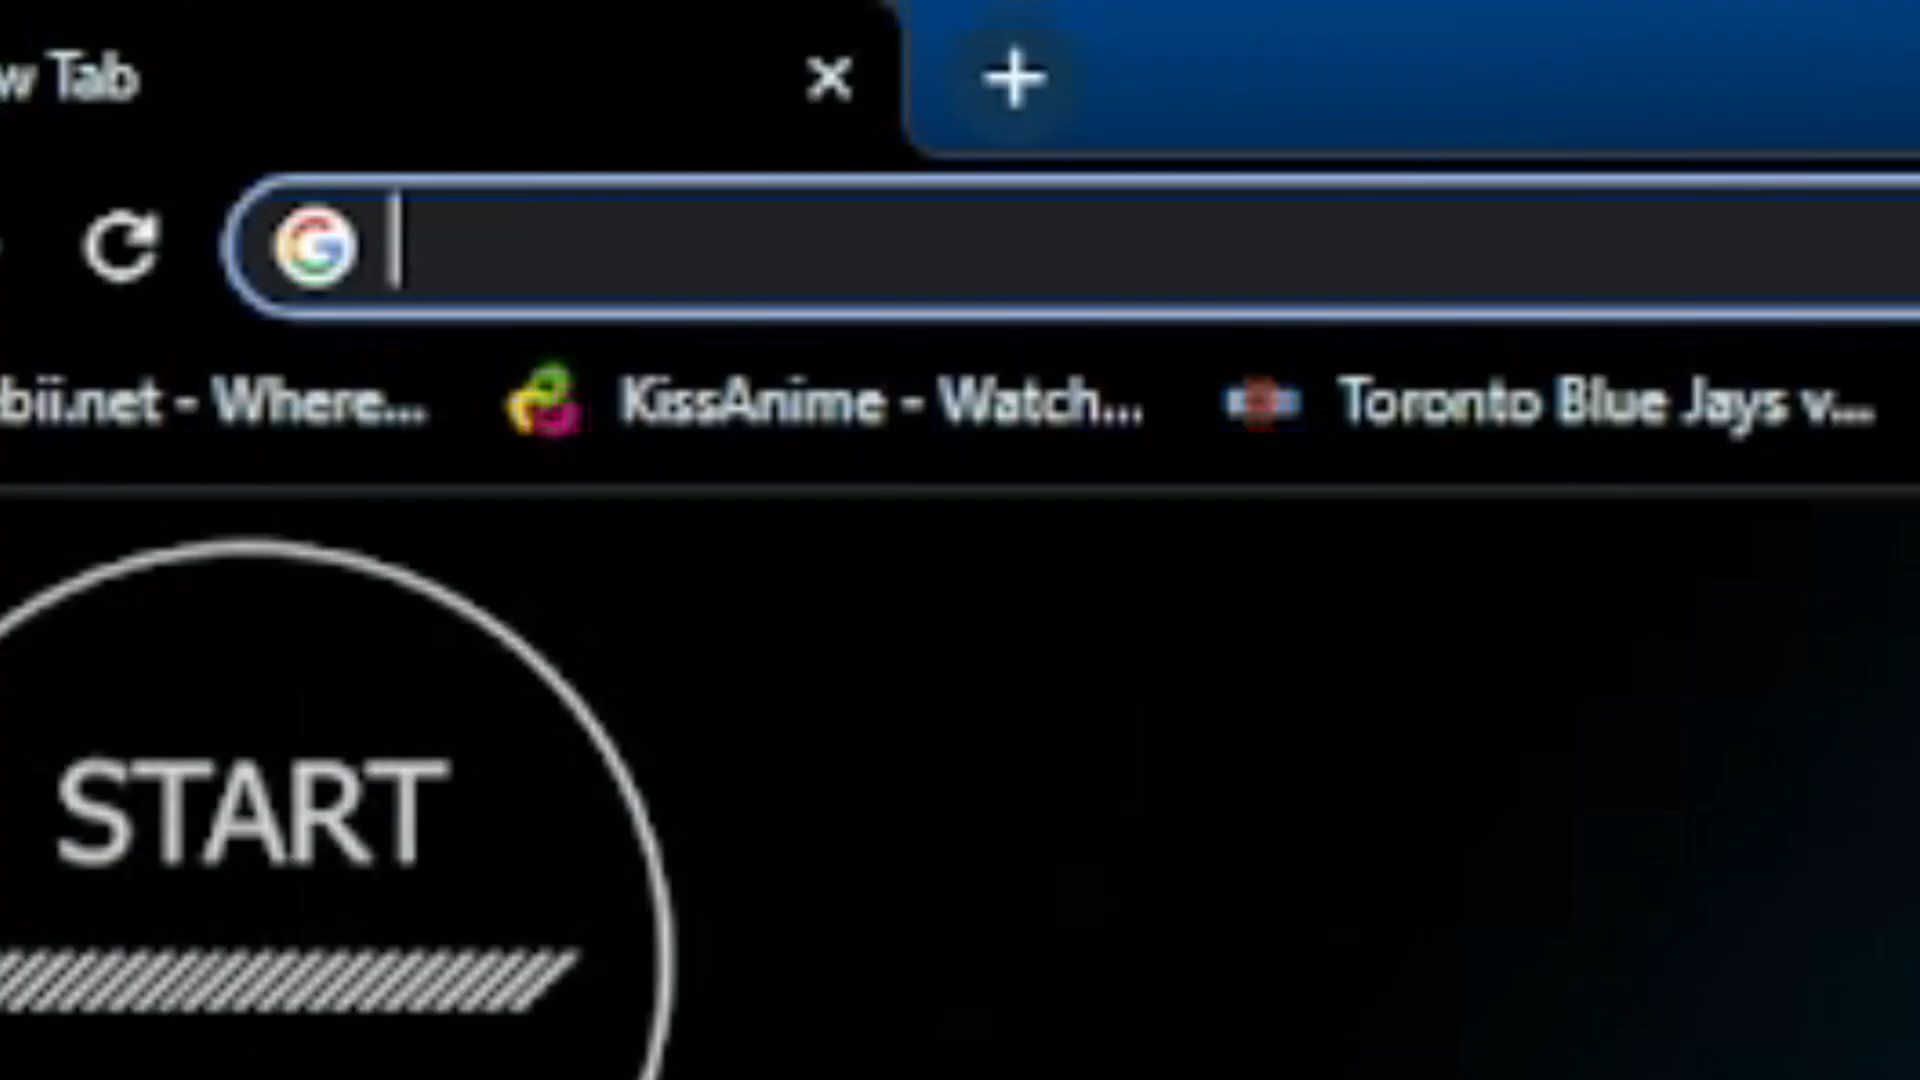 w Tab
bii.net - Where...
KissAnime - Watch...
Toronto Blue Jays v...
START